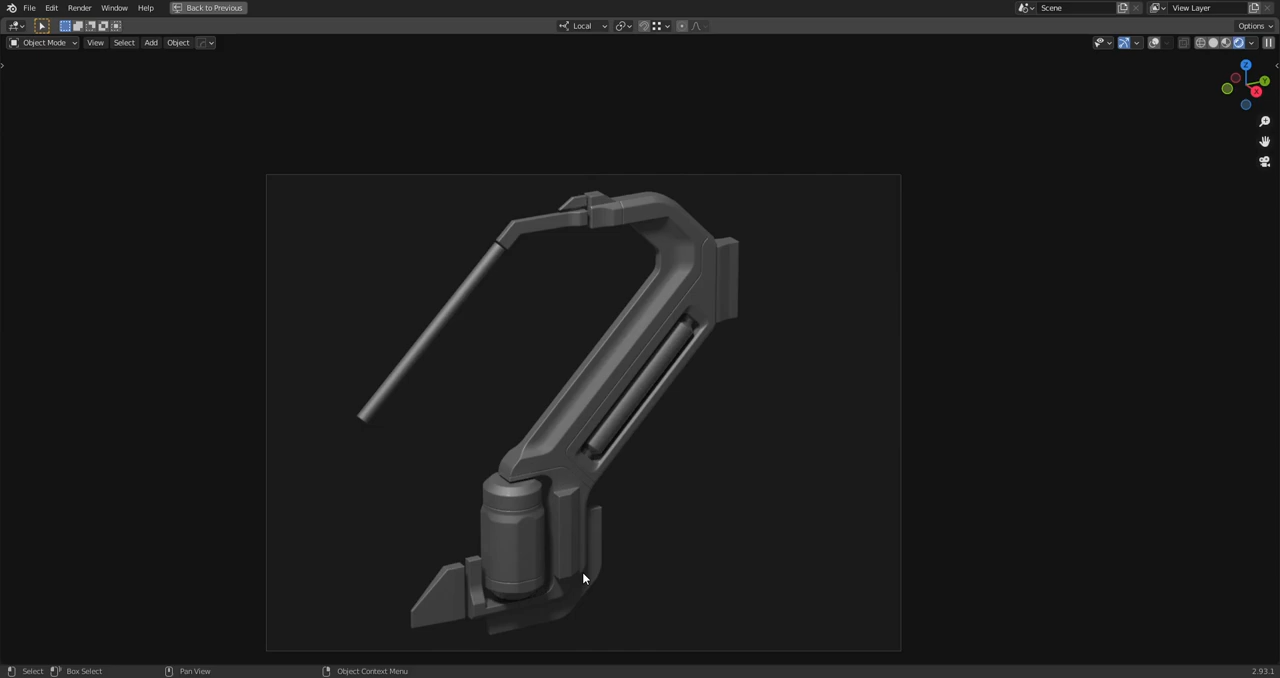 File Edit Render Window Help Back to Previous Scene View Layer
Local Options
Object Mode View Select Add Object
Z
Y
X
Select Box Select Pan View Object Context Menu 2.93.1